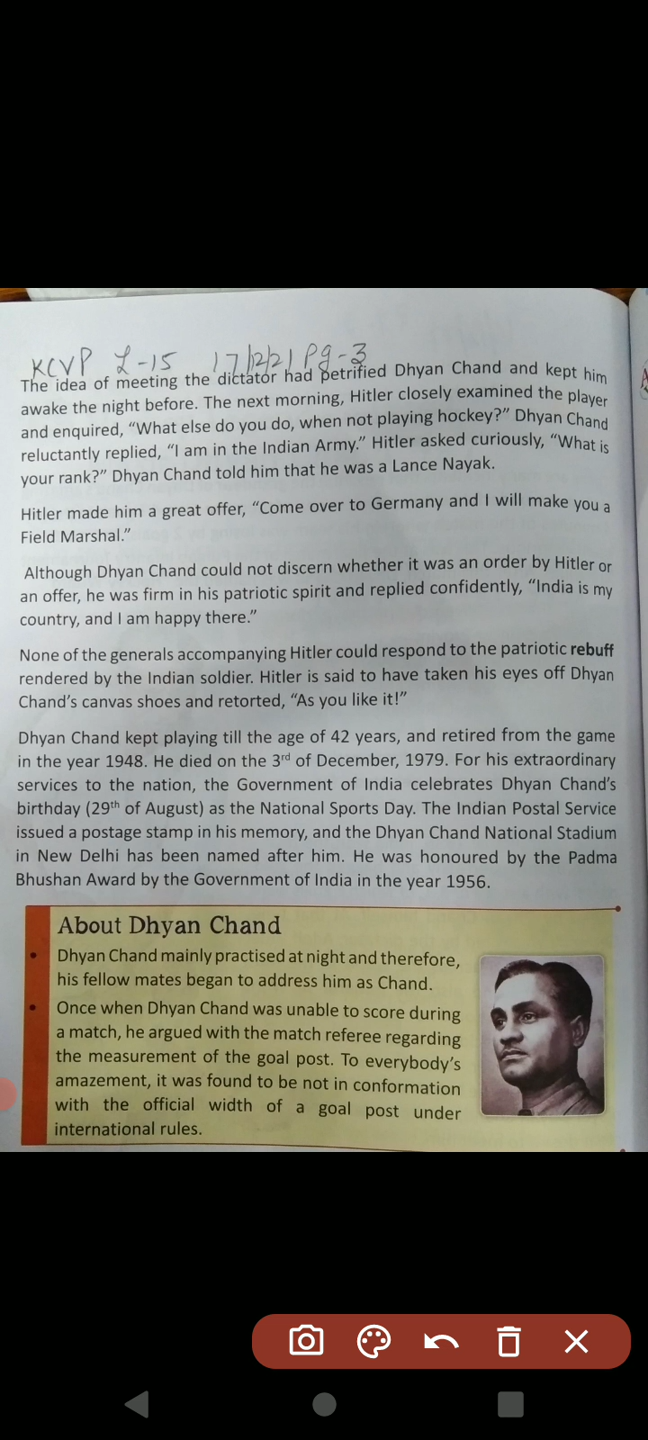 KCVP L-15 17/12/21 Pg-3
The idea of meeting the dictator had petrified Dhyan Chand and kept him
awake the night before. The next morning, Hitler closely examined the player
and enquired, “What else do you do, when not playing hockey?” Dhyan Chand
reluctantly replied, “I am in the Indian Army.” Hitler asked curiously, “What is
your rank?” Dhyan Chand told him that he was a Lance Nayak.
Hitler made him a great offer, “Come over to Germany and I will make you a
Field Marshal.”
Although Dhyan Chand could not discern whether it was an order by Hitler or
an offer, he was firm in his patriotic spirit and replied confidently, “India is my
country, and I am happy there.”
None of the generals accompanying Hitler could respond to the patriotic rebuff
rendered by the Indian soldier. Hitler is said to have taken his eyes off Dhyan
Chand’s canvas shoes and retorted, “As you like it!”
Dhyan Chand kept playing till the age of 42 years, and retired from the game
in the year 1948. He died on the 3rd of December, 1979. For his extraordinary
services to the nation, the Government of India celebrates Dhyan Chand’s
birthday (29th of August) as the National Sports Day. The Indian Postal Service
issued a postage stamp in his memory, and the Dhyan Chand National Stadium
in New Delhi has been named after him. He was honoured by the Padma
Bhushan Award by the Government of India in the year 1956.
About Dhyan Chand
• Dhyan Chand mainly practised at night and therefore,
his fellow mates began to address him as Chand.
• Once when Dhyan Chand was unable to score during
a match, he argued with the match referee regarding
the measurement of the goal post. To everybody’s
amazement, it was found to be not in conformation
with the official width of a goal post under
international rules.